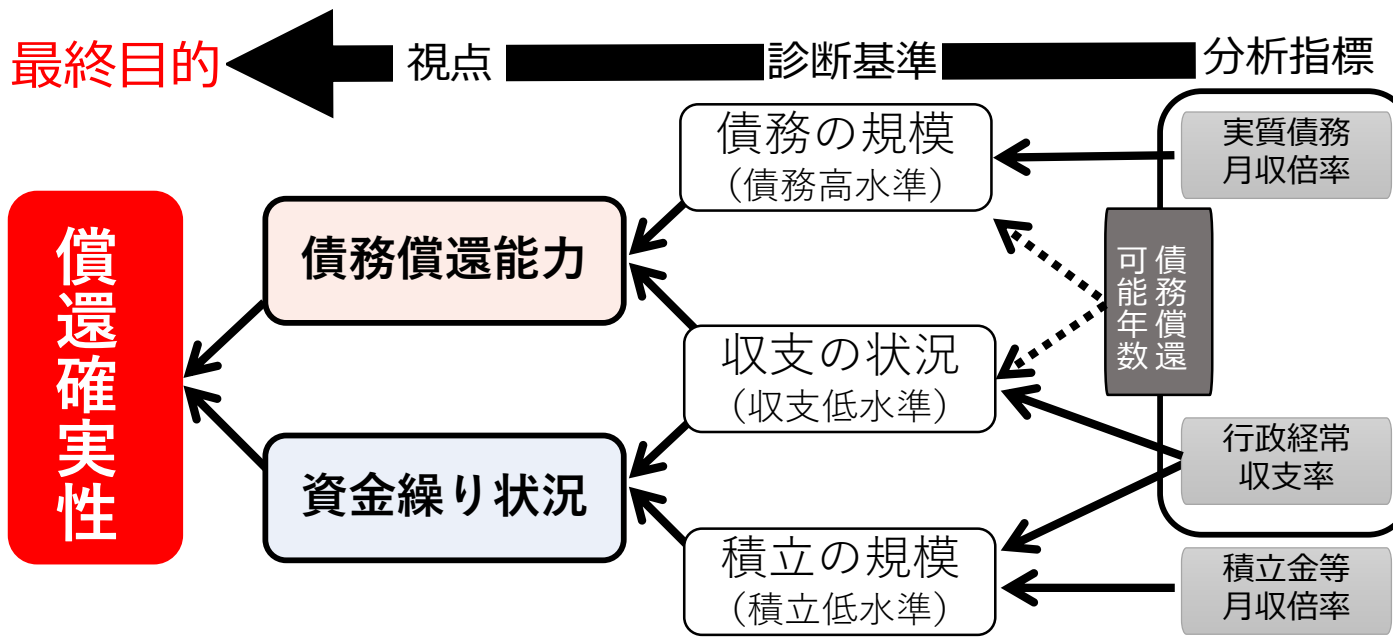 最終目的
視点
診断基準
分析指標
償還確実性
債務償還能力
資金繰り状況
債務の規模
（債務高水準）
収支の状況
（収支低水準）
積立の規模
（積立低水準）
実質債務
月収倍率
債務償還
可能年数
行政経常
収支率
積立金等
月収倍率